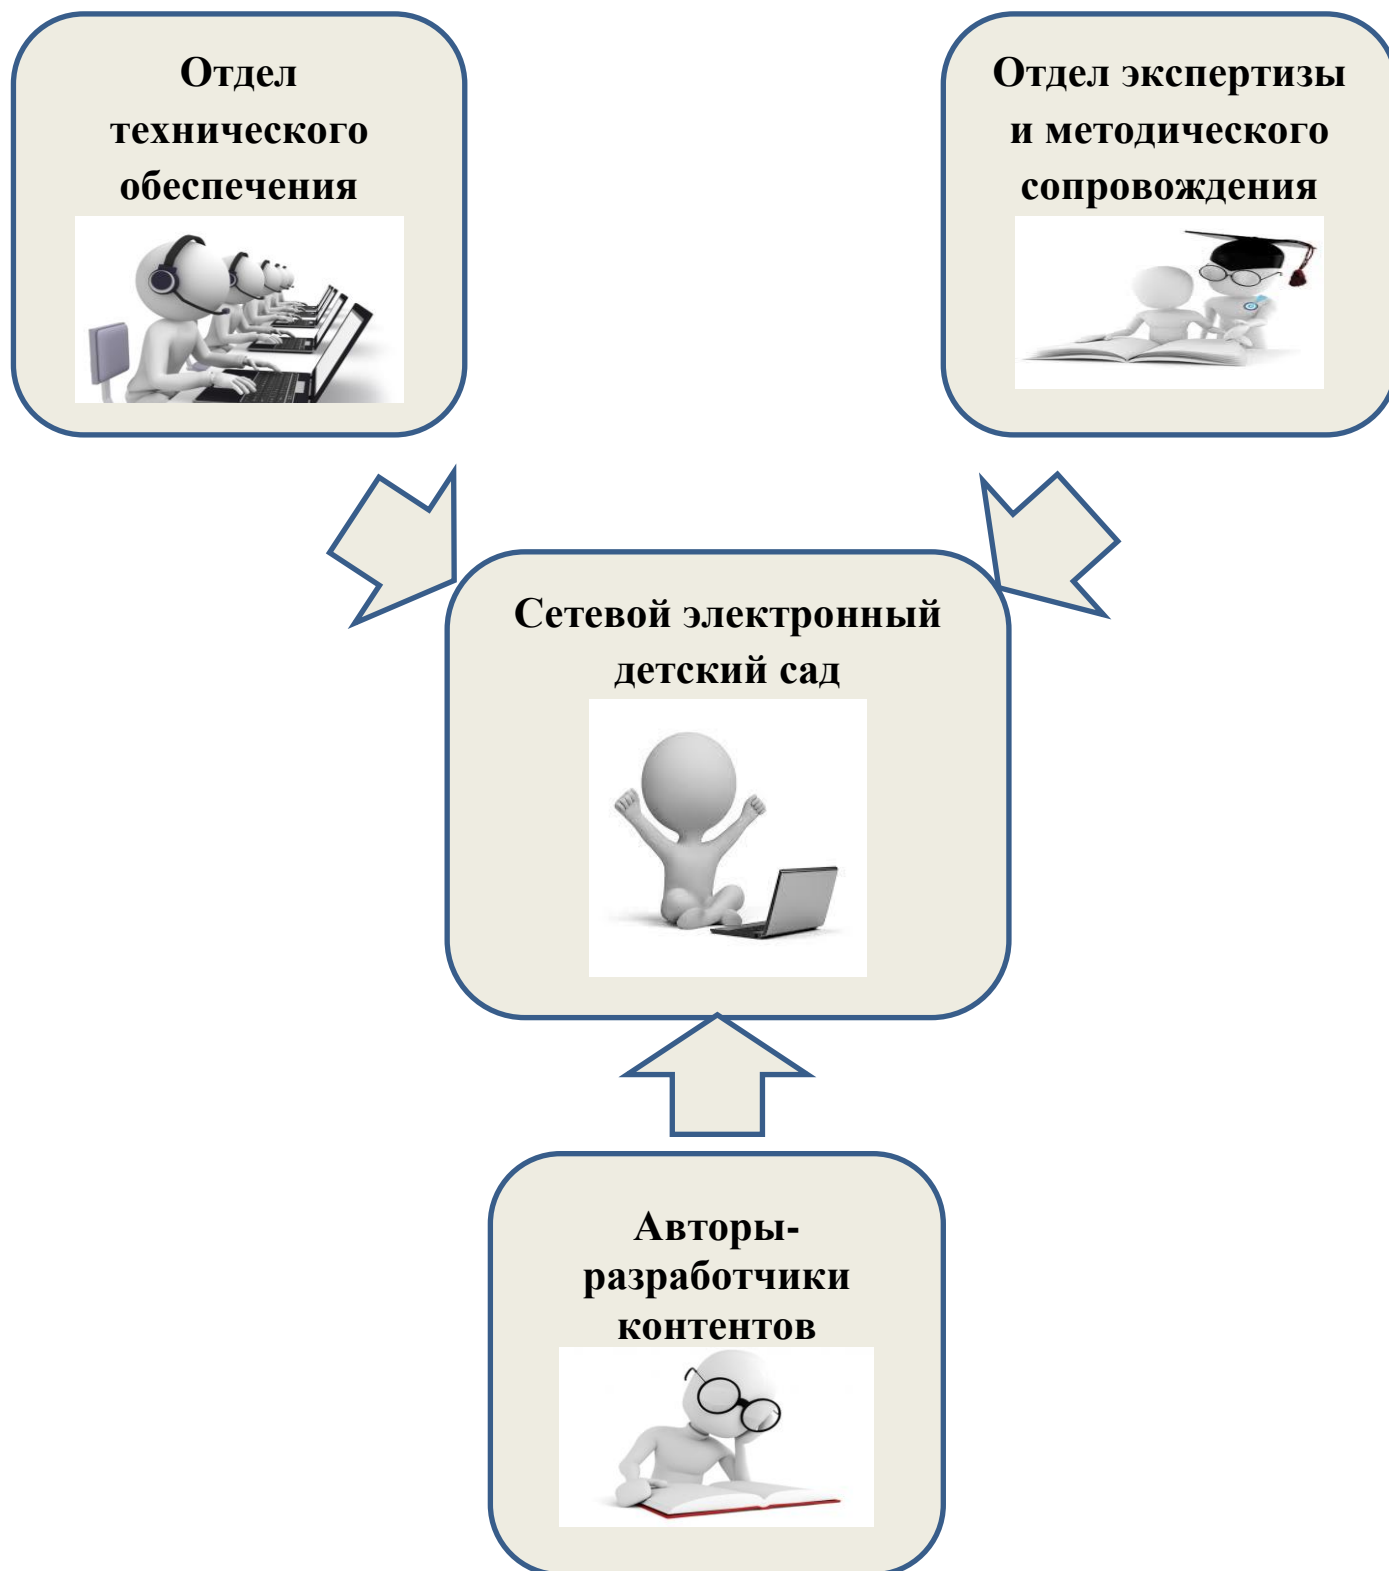 Отдел
технического
обеспечения
Отдел экспертизы
и методического
сопровождения
Сетевой электронный
детский сад
Авторы-
разработчики
контентов